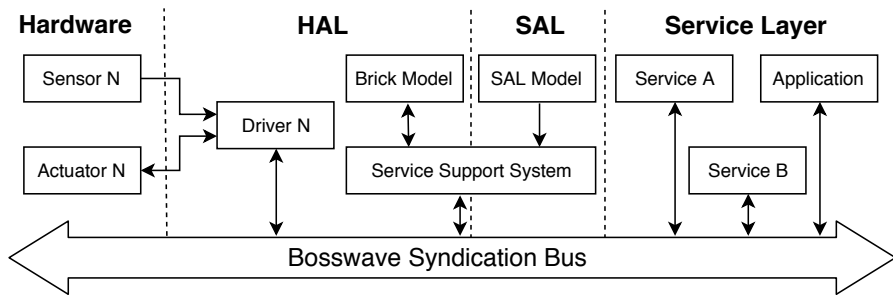 Hardware
HAL
SAL
Service Layer
Sensor N
Brick Model
SAL Model
Service A
Application
Driver N
Actuator N
Service Support System
Service B
Bosswave Syndication Bus